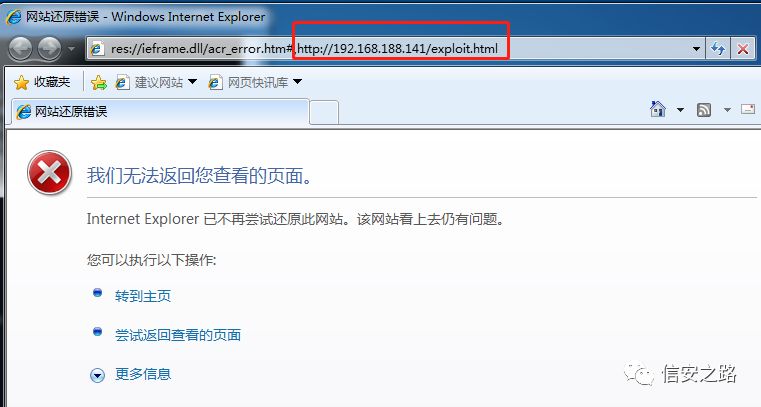 网站还原错误 - Windows Internet Explorer
res://ieframe.dll/acr_error.htm#,http://192.168.188.141/exploit.html
收藏夹 建议网站 网页快讯库
网站还原错误
我们无法返回您查看的页面。
Internet Explorer 已不再尝试还原此网站。该网站看上去仍有问题。
您可以执行以下操作:
转到主页
尝试返回查看的页面
更多信息
信安之路